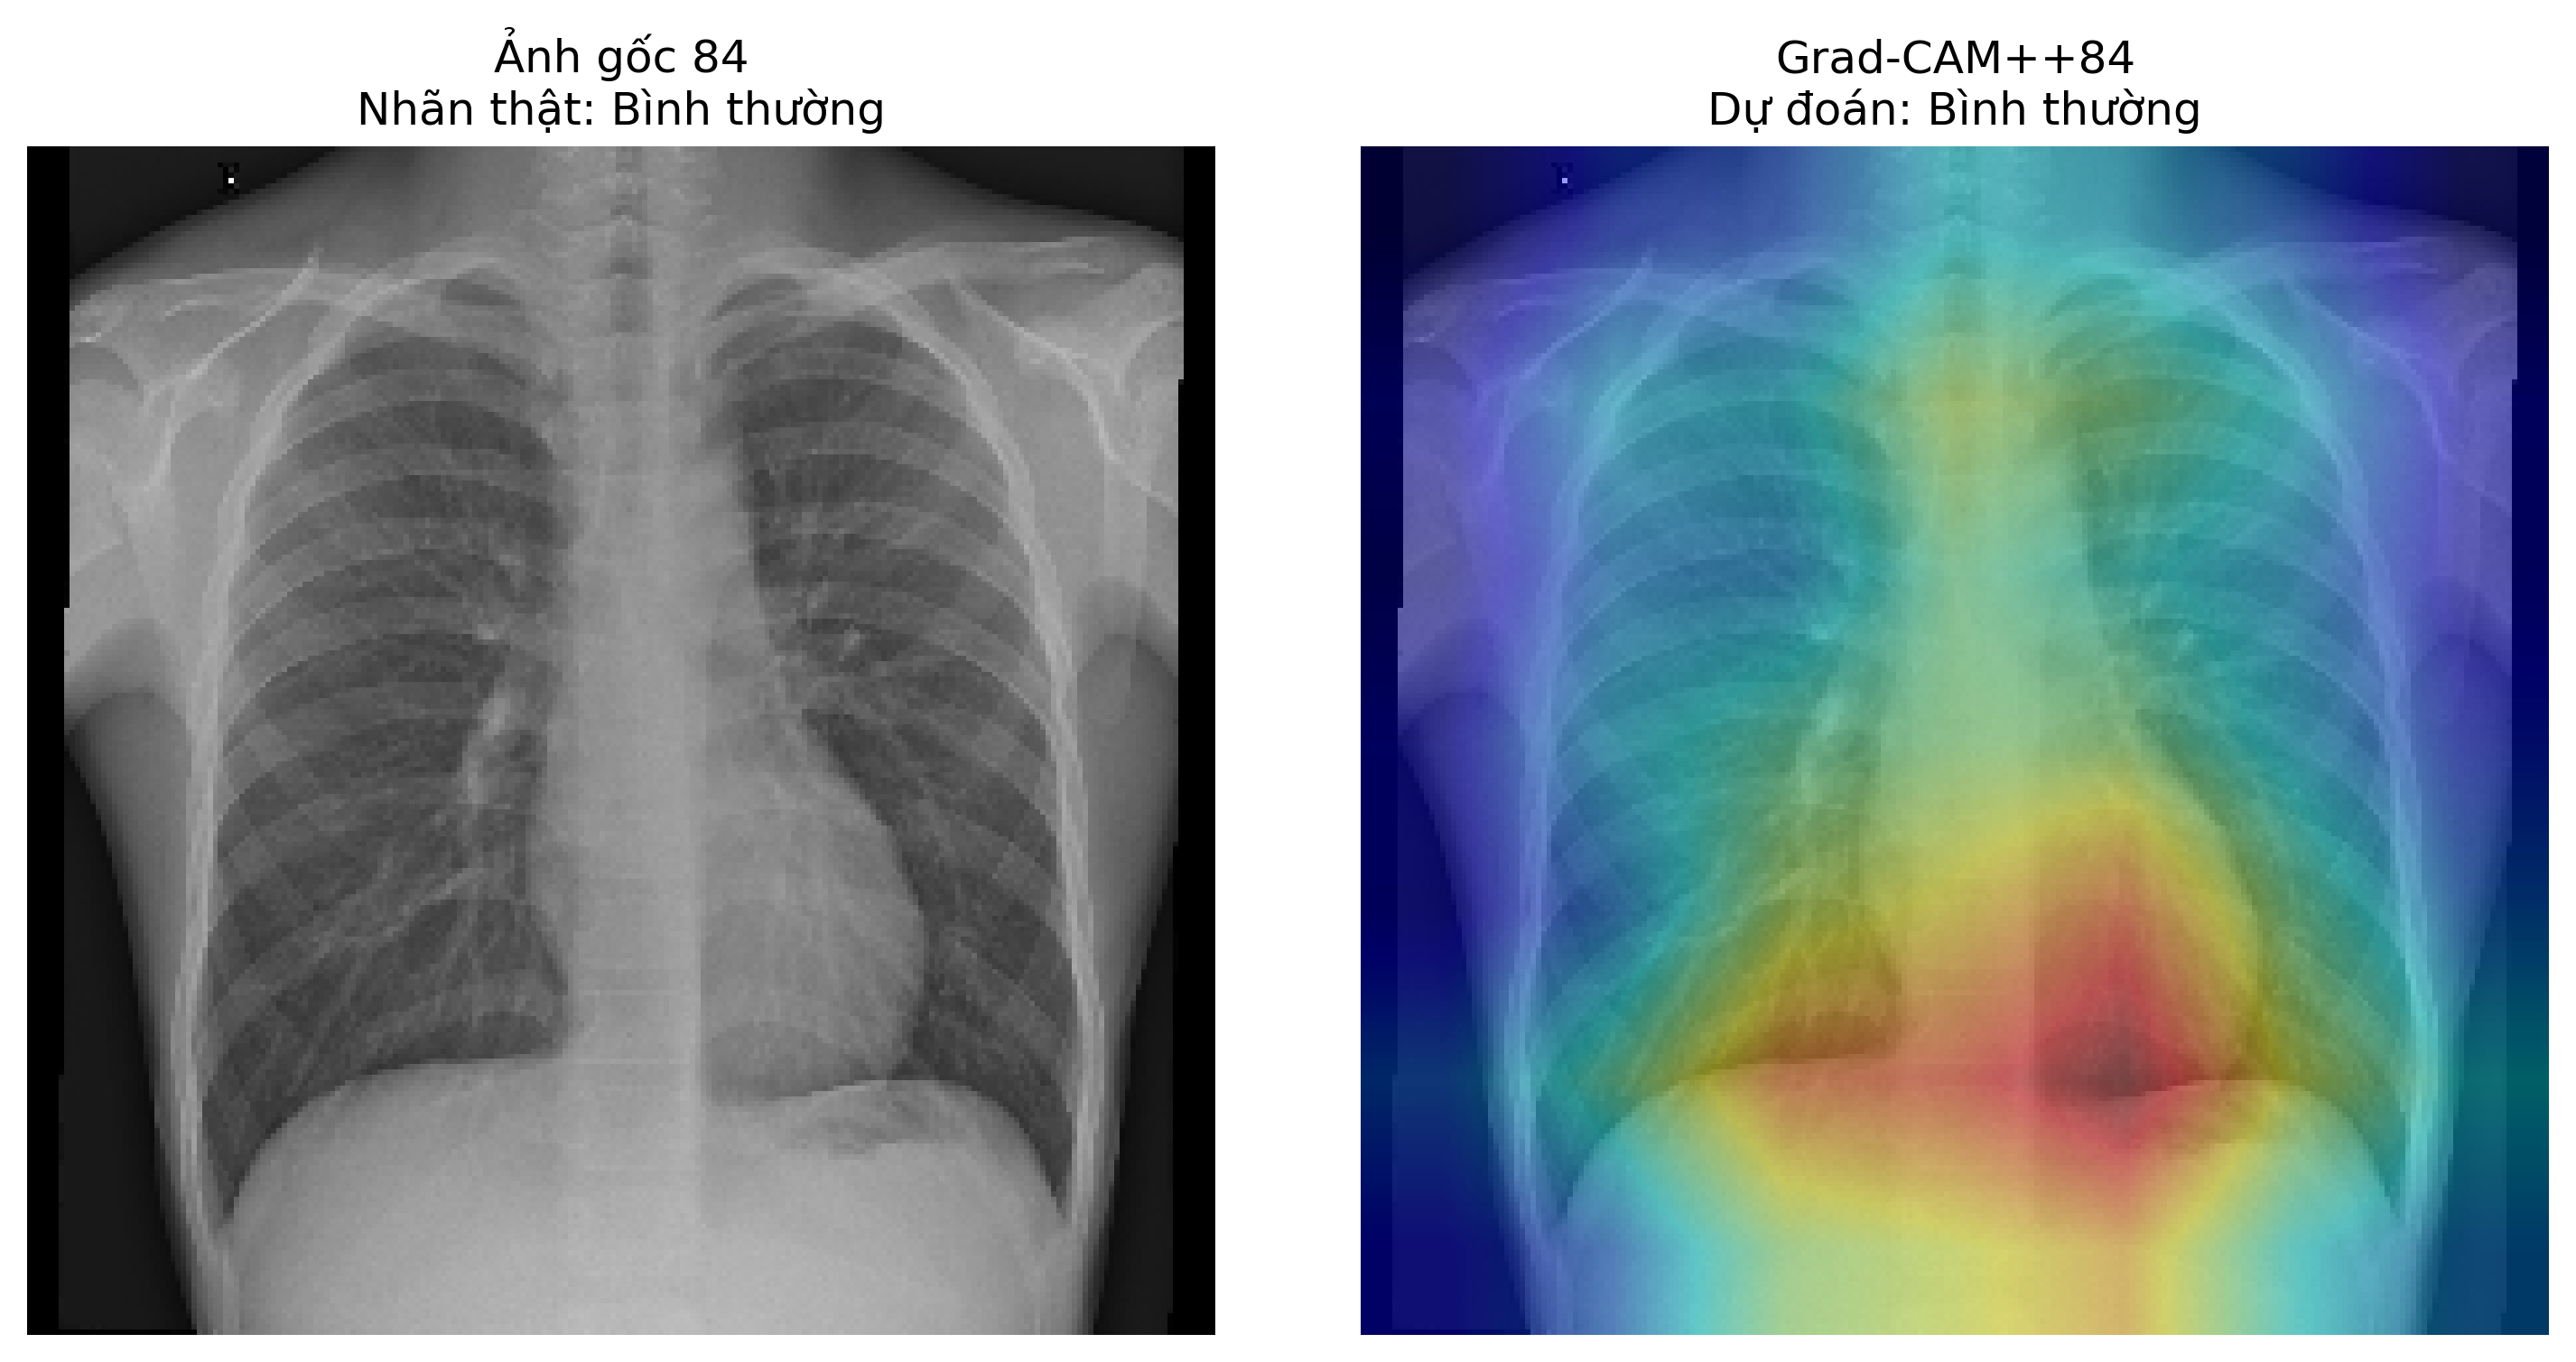 Ảnh gốc 84
Nhãn thật: Bình thường
Grad-CAM++84
Dự đoán: Bình thường